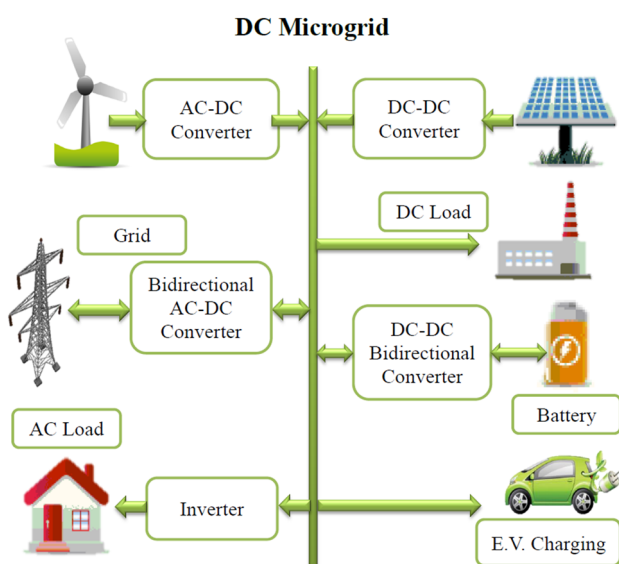 DC Microgrid
AC-DC
Converter
DC-DC
Converter
DC Load
Grid
Bidirectional
AC-DC
Converter
DC-DC
Bidirectional
Converter
Battery
AC Load
Inverter
E.V. Charging